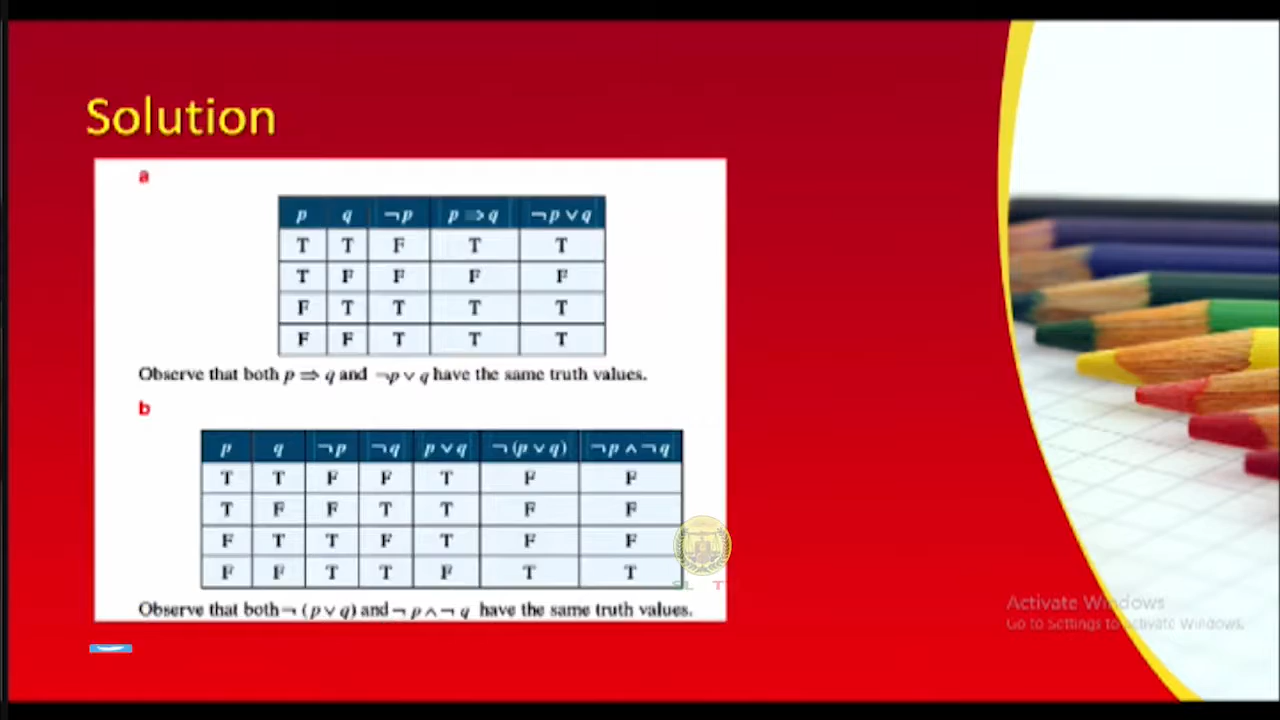 Solution
a
p q ¬p p ⟹ q ¬p ∨ q
T T F T T
T F F F F
F T T T T
F F T T T
Observe that both p ⟹ q and ¬p ∨ q have the same truth values.
b
p q ¬p ¬q p ∨ q ¬(p ∨ q) ¬p ∧ ¬q
T T F F T F F
T F F T T F F
F T T F T F F
F F T T F T T
Observe that both ¬ (p ∨ q) and ¬ p ∧ ¬ q have the same truth values.
SL T
Activate Windows
Go to Settings to activate Windows.